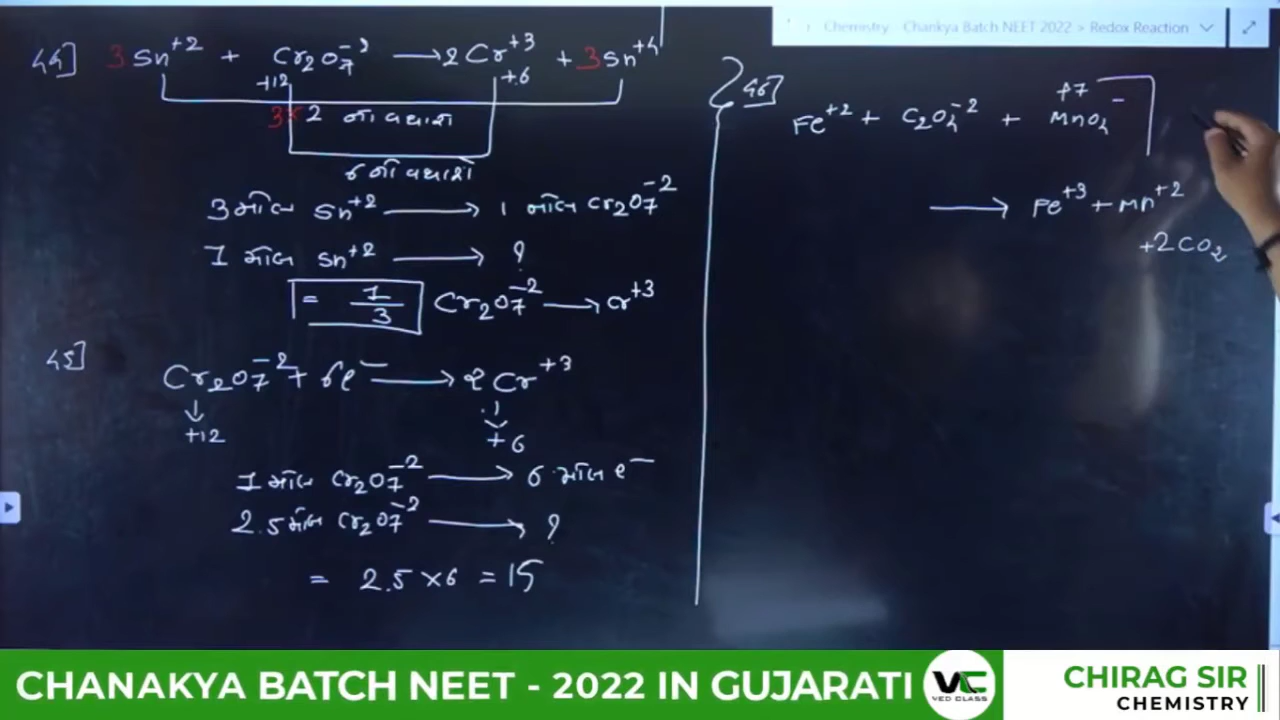 Chemistry - Chankya Batch NEET 2022 > Redox Reaction
44] 3Sn+2 + Cr2O7-2 → 2Cr+3 + 3Sn+4
+12 +6
3×2 નો વધારો
6 નો
3 મોલ Sn+2 → 1 મોલ Cr2O7-2
1 મોલ Sn+2 → ?
= 1/3 Cr2O7-2 → Cr+3
45]
Cr2O7-2 + 6e- → 2Cr+3
↓ ↓
+12 +6
1 મોલ Cr2O7-2 → 6 મોલ e-
2.5 મોલ Cr2O7-2 → ?
= 2.5 × 6 = 15
46]
+7
Fe+2 + C2O4-2 + MnO4-
→ Fe+3 + Mn+2
+2CO2
CHANAKYA BATCH NEET - 2022 IN GUJARATI
VC
VED CLASS
CHIRAG SIR
CHEMISTRY